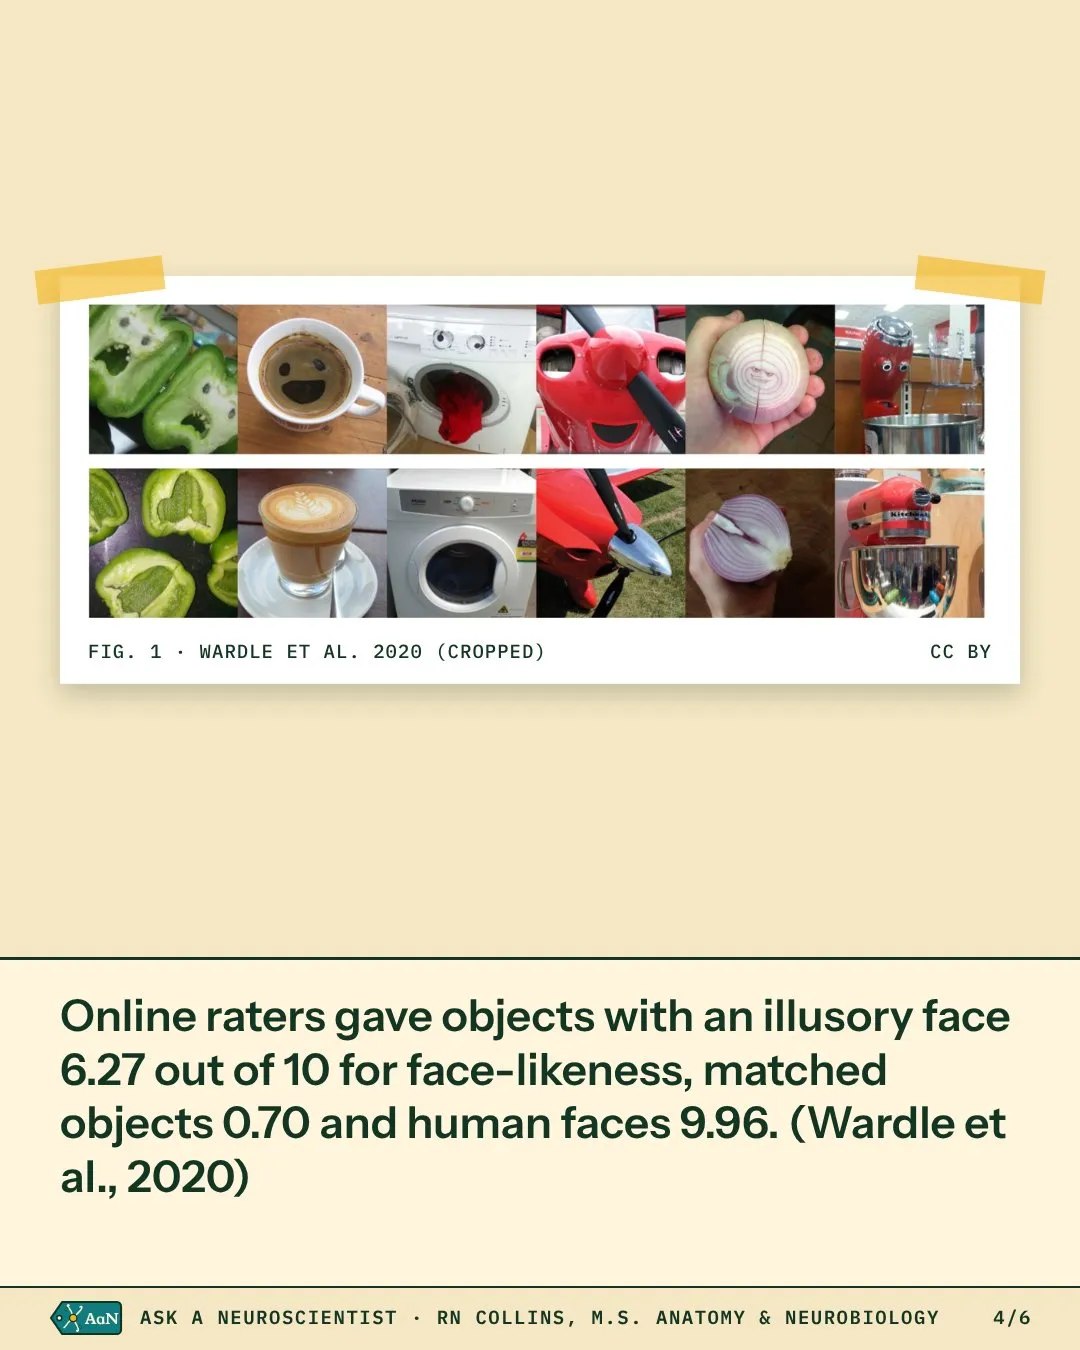 KitchenA
FIG. 1 · WARDLE ET AL. 2020 (CROPPED)
CC BY
Online raters gave objects with an illusory face
6.27 out of 10 for face-likeness, matched
objects 0.70 and human faces 9.96. (Wardle et
al., 2020)
AaN
ASK A NEUROSCIENTIST · RN COLLINS, M.S. ANATOMY & NEUROBIOLOGY
4/6